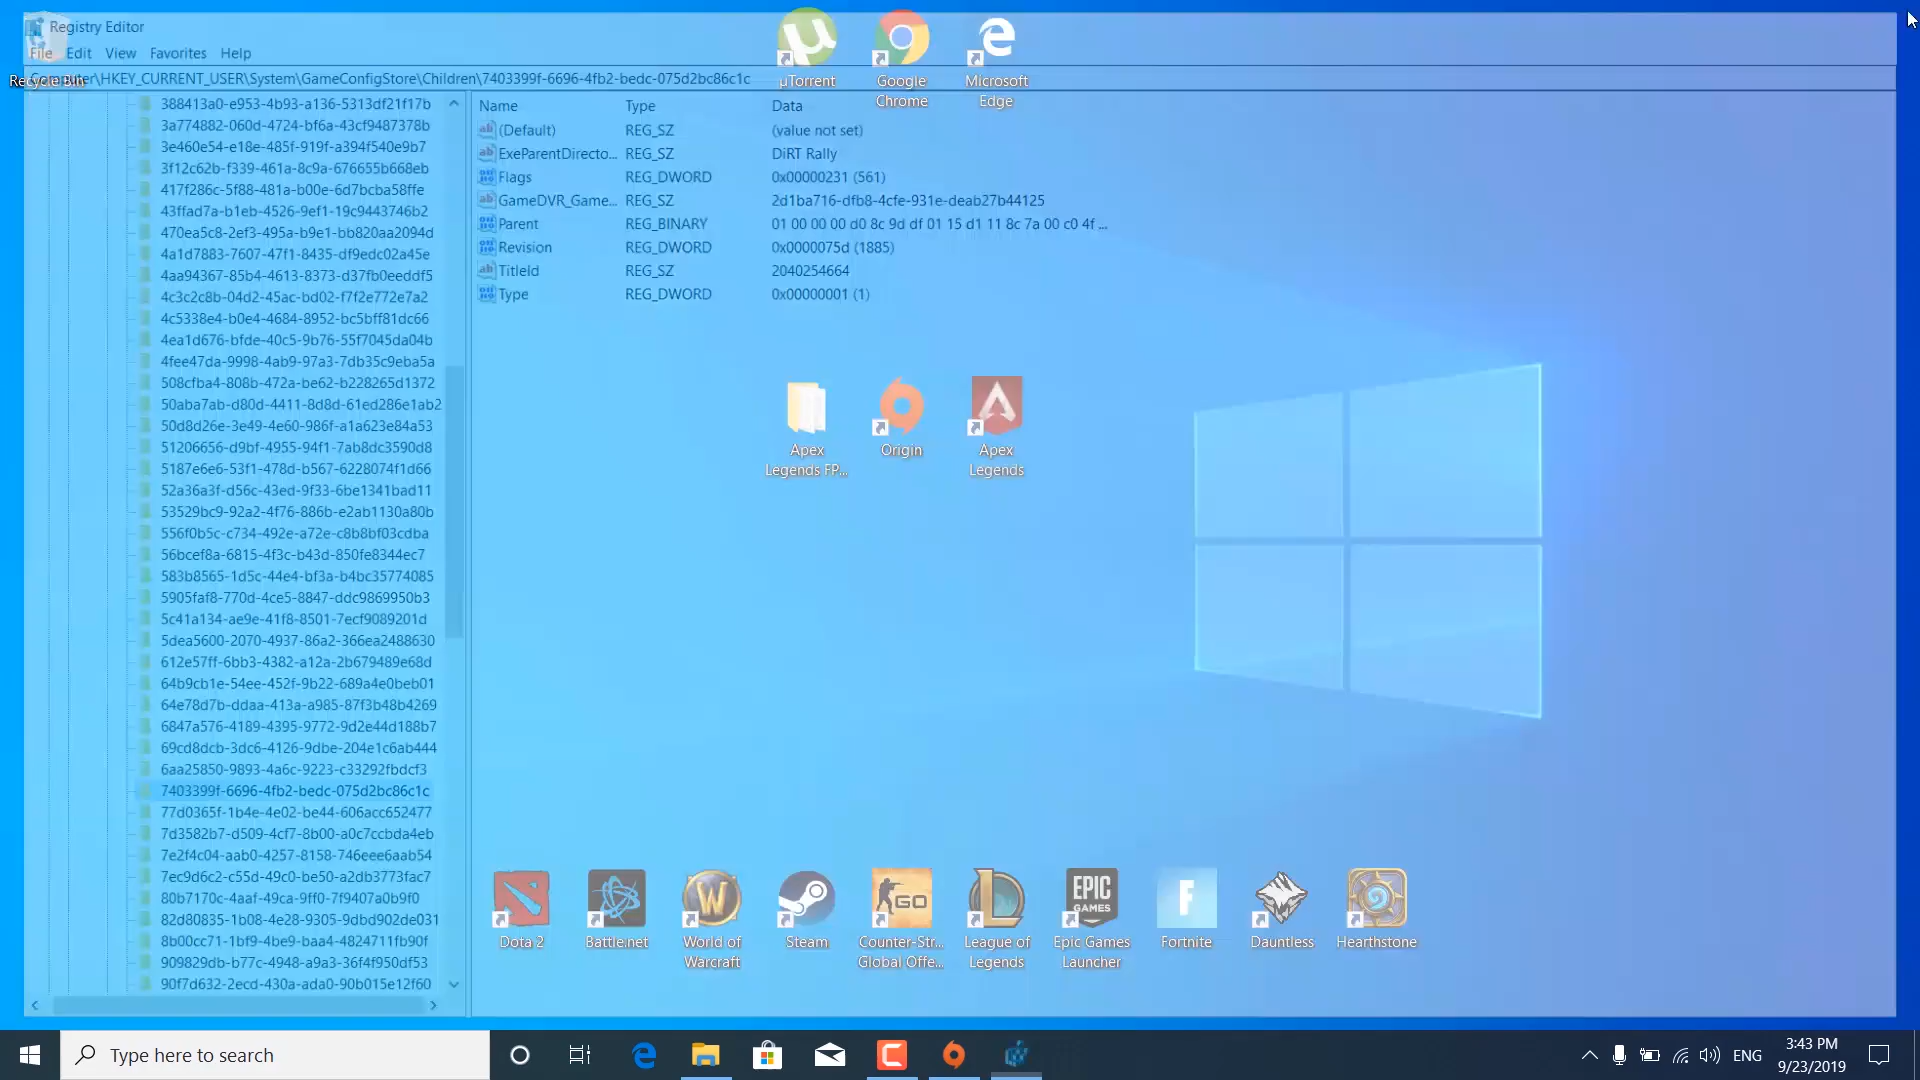 Registry Editor
File Edit View Favorites Help
Computer\HKEY_CURRENT_USER\System\GameConfigStore\Children\7403399f-6696-4fb2-bedc-075d2bc86c1c
Recycle Bin
µTorrent
Google
Chrome
Microsoft
Edge
388413a0-e953-4b93-a136-5313df21f17b
3a774882-060d-4724-bf6a-43cf9487378b
3e460e54-e18e-485f-919f-a394f540e9b7
3f12c62b-f339-461a-8c9a-676655b668eb
417f286c-5f88-481a-b00e-6d7bcba58ffe
43ffad7a-b1eb-4526-9ef1-19c9443746b2
470ea5c8-2ef3-495a-b9e1-bb820aa2094d
4a1d7883-7607-47f1-8435-df9edc02a45e
4aa94367-85b4-4613-8373-d37fb0eeddf5
4c3c2c8b-04d2-45ac-bd02-f7f2e772e7a2
4c5338e4-b0e4-4684-8952-bc5bff81dc66
4ea1d676-bfde-40c5-9b76-55f7045da04b
4fee47da-9998-4ab9-97a3-7db35c9eba5a
508cfba4-808b-472a-be62-b228265d1372
50aba7ab-d80d-4411-8d8d-61ed286e1ab2
50d8d26e-3e49-4e60-986f-a1a623e84a53
51206656-d9bf-4955-94f1-7ab8dc3590d8
5187e6e6-53f1-478d-b567-6228074f1d66
52a36a3f-d56c-43ed-9f33-6be1341bad11
53529bc9-92a2-4f76-886b-e2ab1130a80b
556f0b5c-c734-492e-a72e-c8b8bf03cdba
56bcef8a-6815-4f3c-b43d-850fe8344ec7
583b8565-1d5c-44e4-bf3a-b4bc35774085
5905faf8-770d-4ce5-8847-ddc9869950b3
5c41a134-ae9e-41f8-8501-7ecf9089201d
5dea5600-2070-4937-86a2-366ea2488630
612e57ff-6bb3-4382-a12a-2b679489e68d
64b9cb1e-54ee-452f-9b22-689a4e0beb01
64e78d7b-ddaa-413a-a985-87f3b48b4269
6847a576-4189-4395-9772-9d2e44d188b7
69cd8dcb-3dc6-4126-9dbe-204e1c6ab444
6aa25850-9893-4a6c-9223-c33292fbdcf3
7403399f-6696-4fb2-bedc-075d2bc86c1c
77d0365f-1b4e-4e02-be44-606acc652477
7d3582b7-d509-4cf7-8b00-a0c7ccbda4eb
7e2f4c04-aab0-4257-8158-746eee6aab54
7ec9d6c2-c55d-49c0-be50-a2db3773fac7
80b7170c-4aaf-49ca-9ff0-7f9407a0b9f0
82d80835-1b08-4e28-9305-9dbd902de031
8b00cc71-1bf9-4be9-baa4-4824711fb90f
909829db-b77c-4948-a9a3-36f4f950df53
90f7d632-2ecd-430a-ada0-90b015e12f60
Name Type Data
(Default) REG_SZ (value not set)
ExeParentDirecto... REG_SZ DiRT Rally
Flags REG_DWORD 0x00000231 (561)
GameDVR_Game... REG_SZ 2d1ba716-dfb8-4cfe-931e-deab27b44125
Parent REG_BINARY 01 00 00 00 d0 8c 9d df 01 15 d1 11 8c 7a 00 c0 4f ...
Revision REG_DWORD 0x0000075d (1885)
TitleId REG_SZ 2040254664
Type REG_DWORD 0x00000001 (1)
Apex
Legends FP...
Origin
Apex
Legends
GO
EPIC
GAMES
Dota 2
Battle.net
World of
Warcraft
Steam
Counter-Str...
Global Offe...
League of
Legends
Epic Games
Launcher
Fortnite
Dauntless
Hearthstone
Type here to search
ENG
3:43 PM
9/23/2019